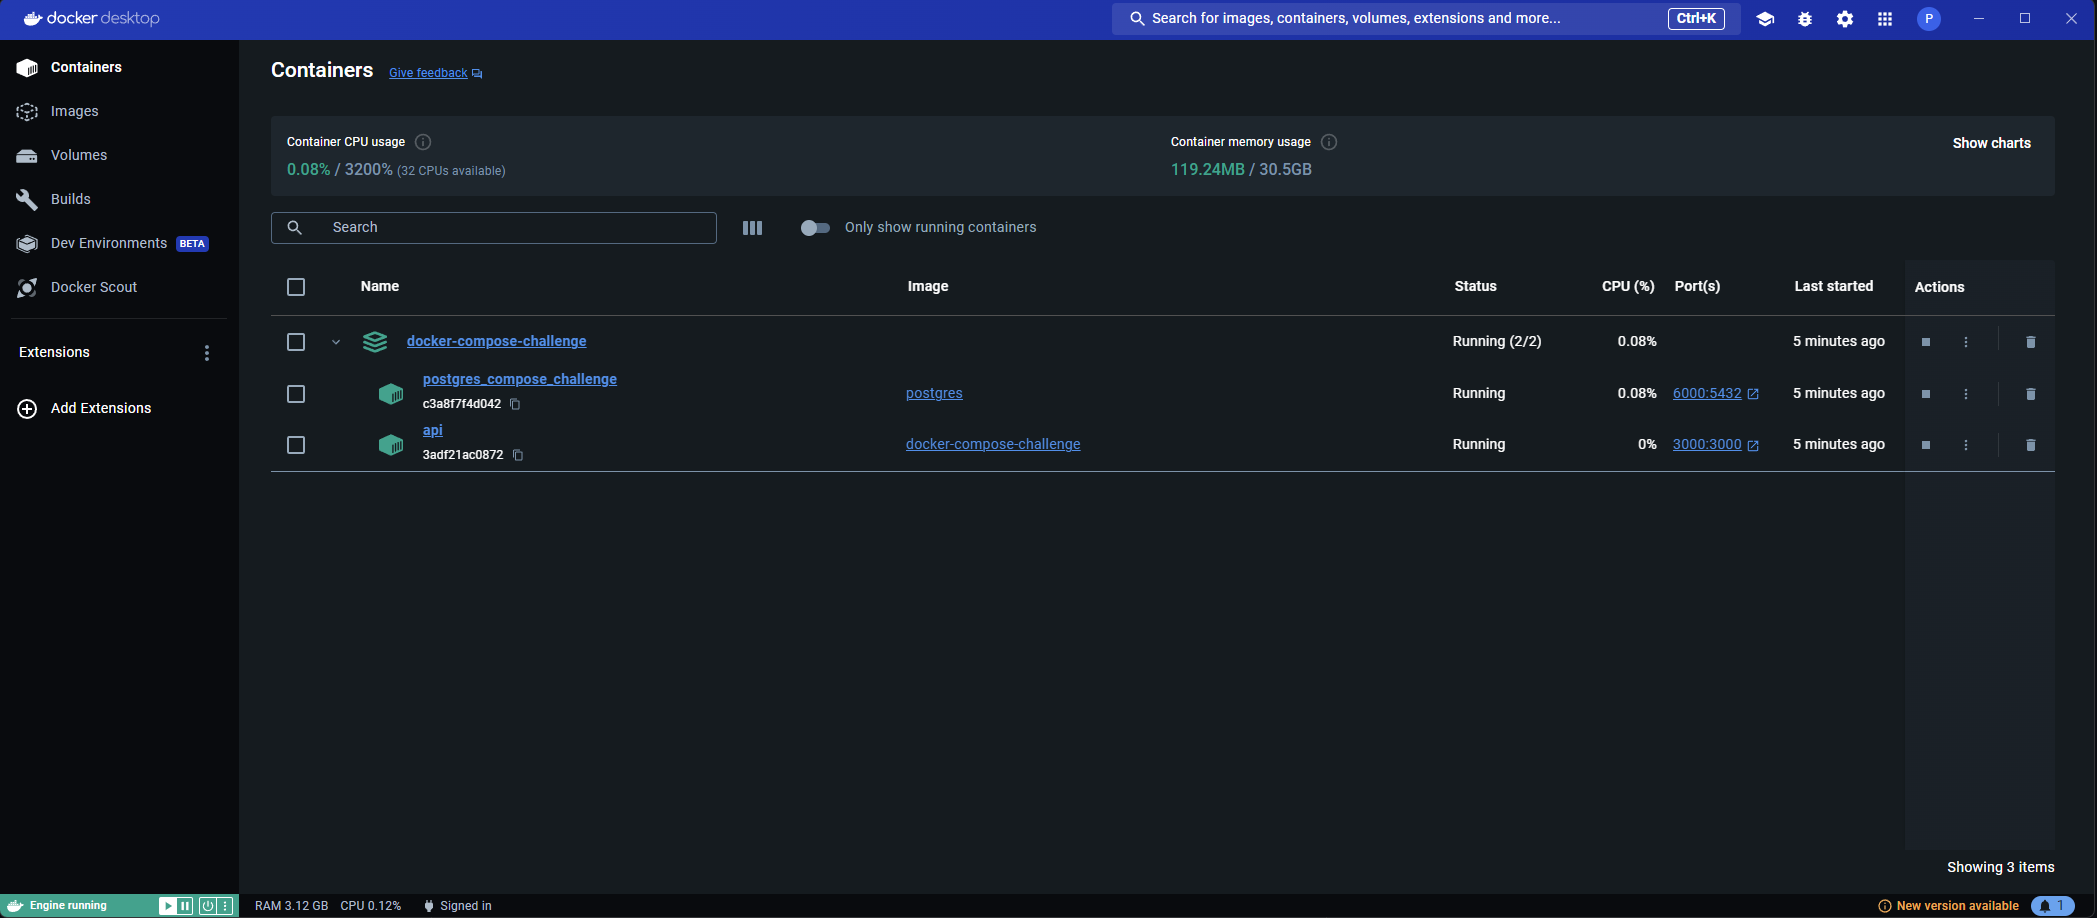 docker desktop
Search for images, containers, volumes, extensions and more...
Ctrl+K
P
Containers
Images
Volumes
Builds
Dev Environments BETA
Docker Scout
Extensions
Add Extensions
Containers Give feedback
Container CPU usage
0.08% / 3200% (32 CPUs available)
Container memory usage
119.24MB / 30.5GB
Show charts
Search
Only show running containers
Name Image Status CPU (%) Port(s) Last started Actions
docker-compose-challenge Running (2/2) 0.08% 5 minutes ago
postgres_compose_challenge
c3a8f7f4d042
postgres Running 0.08% 6000:5432 5 minutes ago
api
3adf21ac0872
docker-compose-challenge Running 0% 3000:3000 5 minutes ago
Showing 3 items
Engine running
RAM 3.12 GB CPU 0.12% Signed in
New version available
1